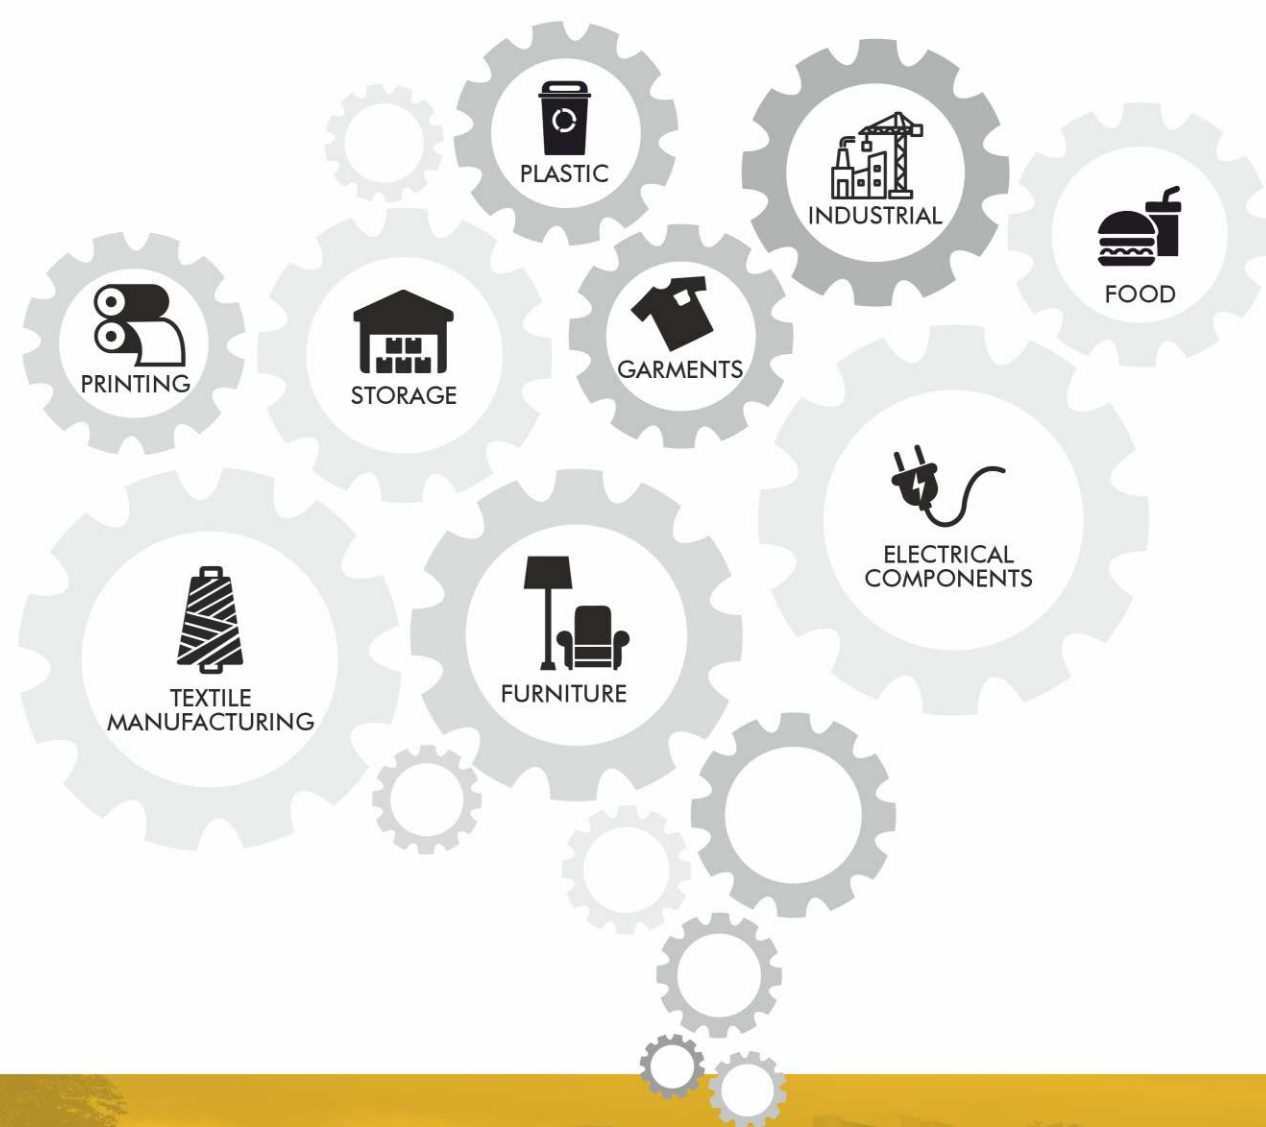 PLASTIC
INDUSTRIAL
FOOD
PRINTING
STORAGE
GARMENTS
ELECTRICAL
COMPONENTS
TEXTILE
MANUFACTURING
FURNITURE